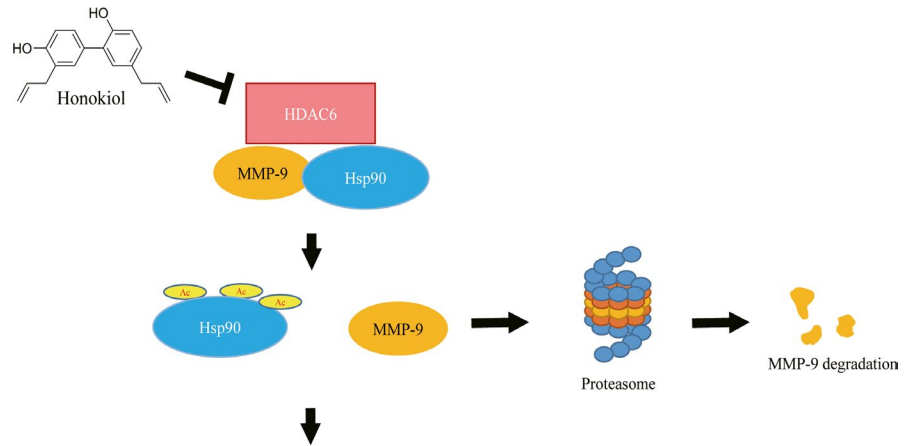 HO
HO
Honokiol
HDAC6
MMP-9
Hsp90
Ac
Ac
Ac
Hsp90
MMP-9
Proteasome
MMP-9 degradation